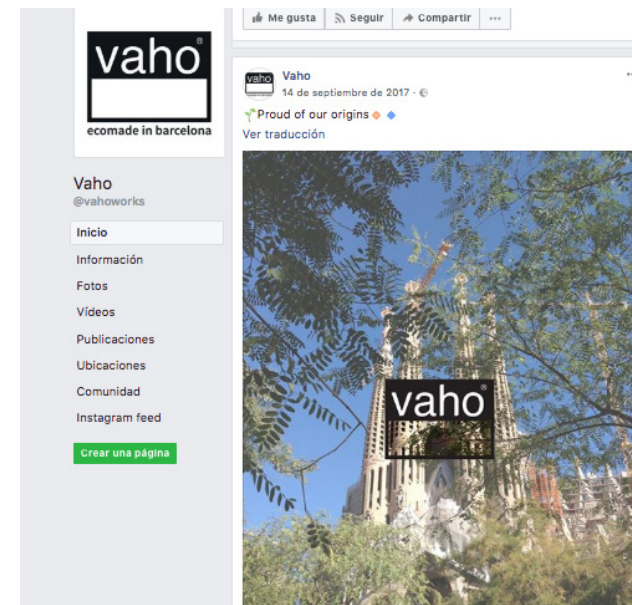 vaho®
ecomade in barcelona
Vaho
@vahoworks
Inicio
Información
Fotos
Vídeos
Publicaciones
Ubicaciones
Comunidad
Instagram feed
Crear una página
Me gusta Seguir Compartir ...
vaho
Vaho
14 de septiembre de 2017 ·
Proud of our origins
Ver traducción
vaho®